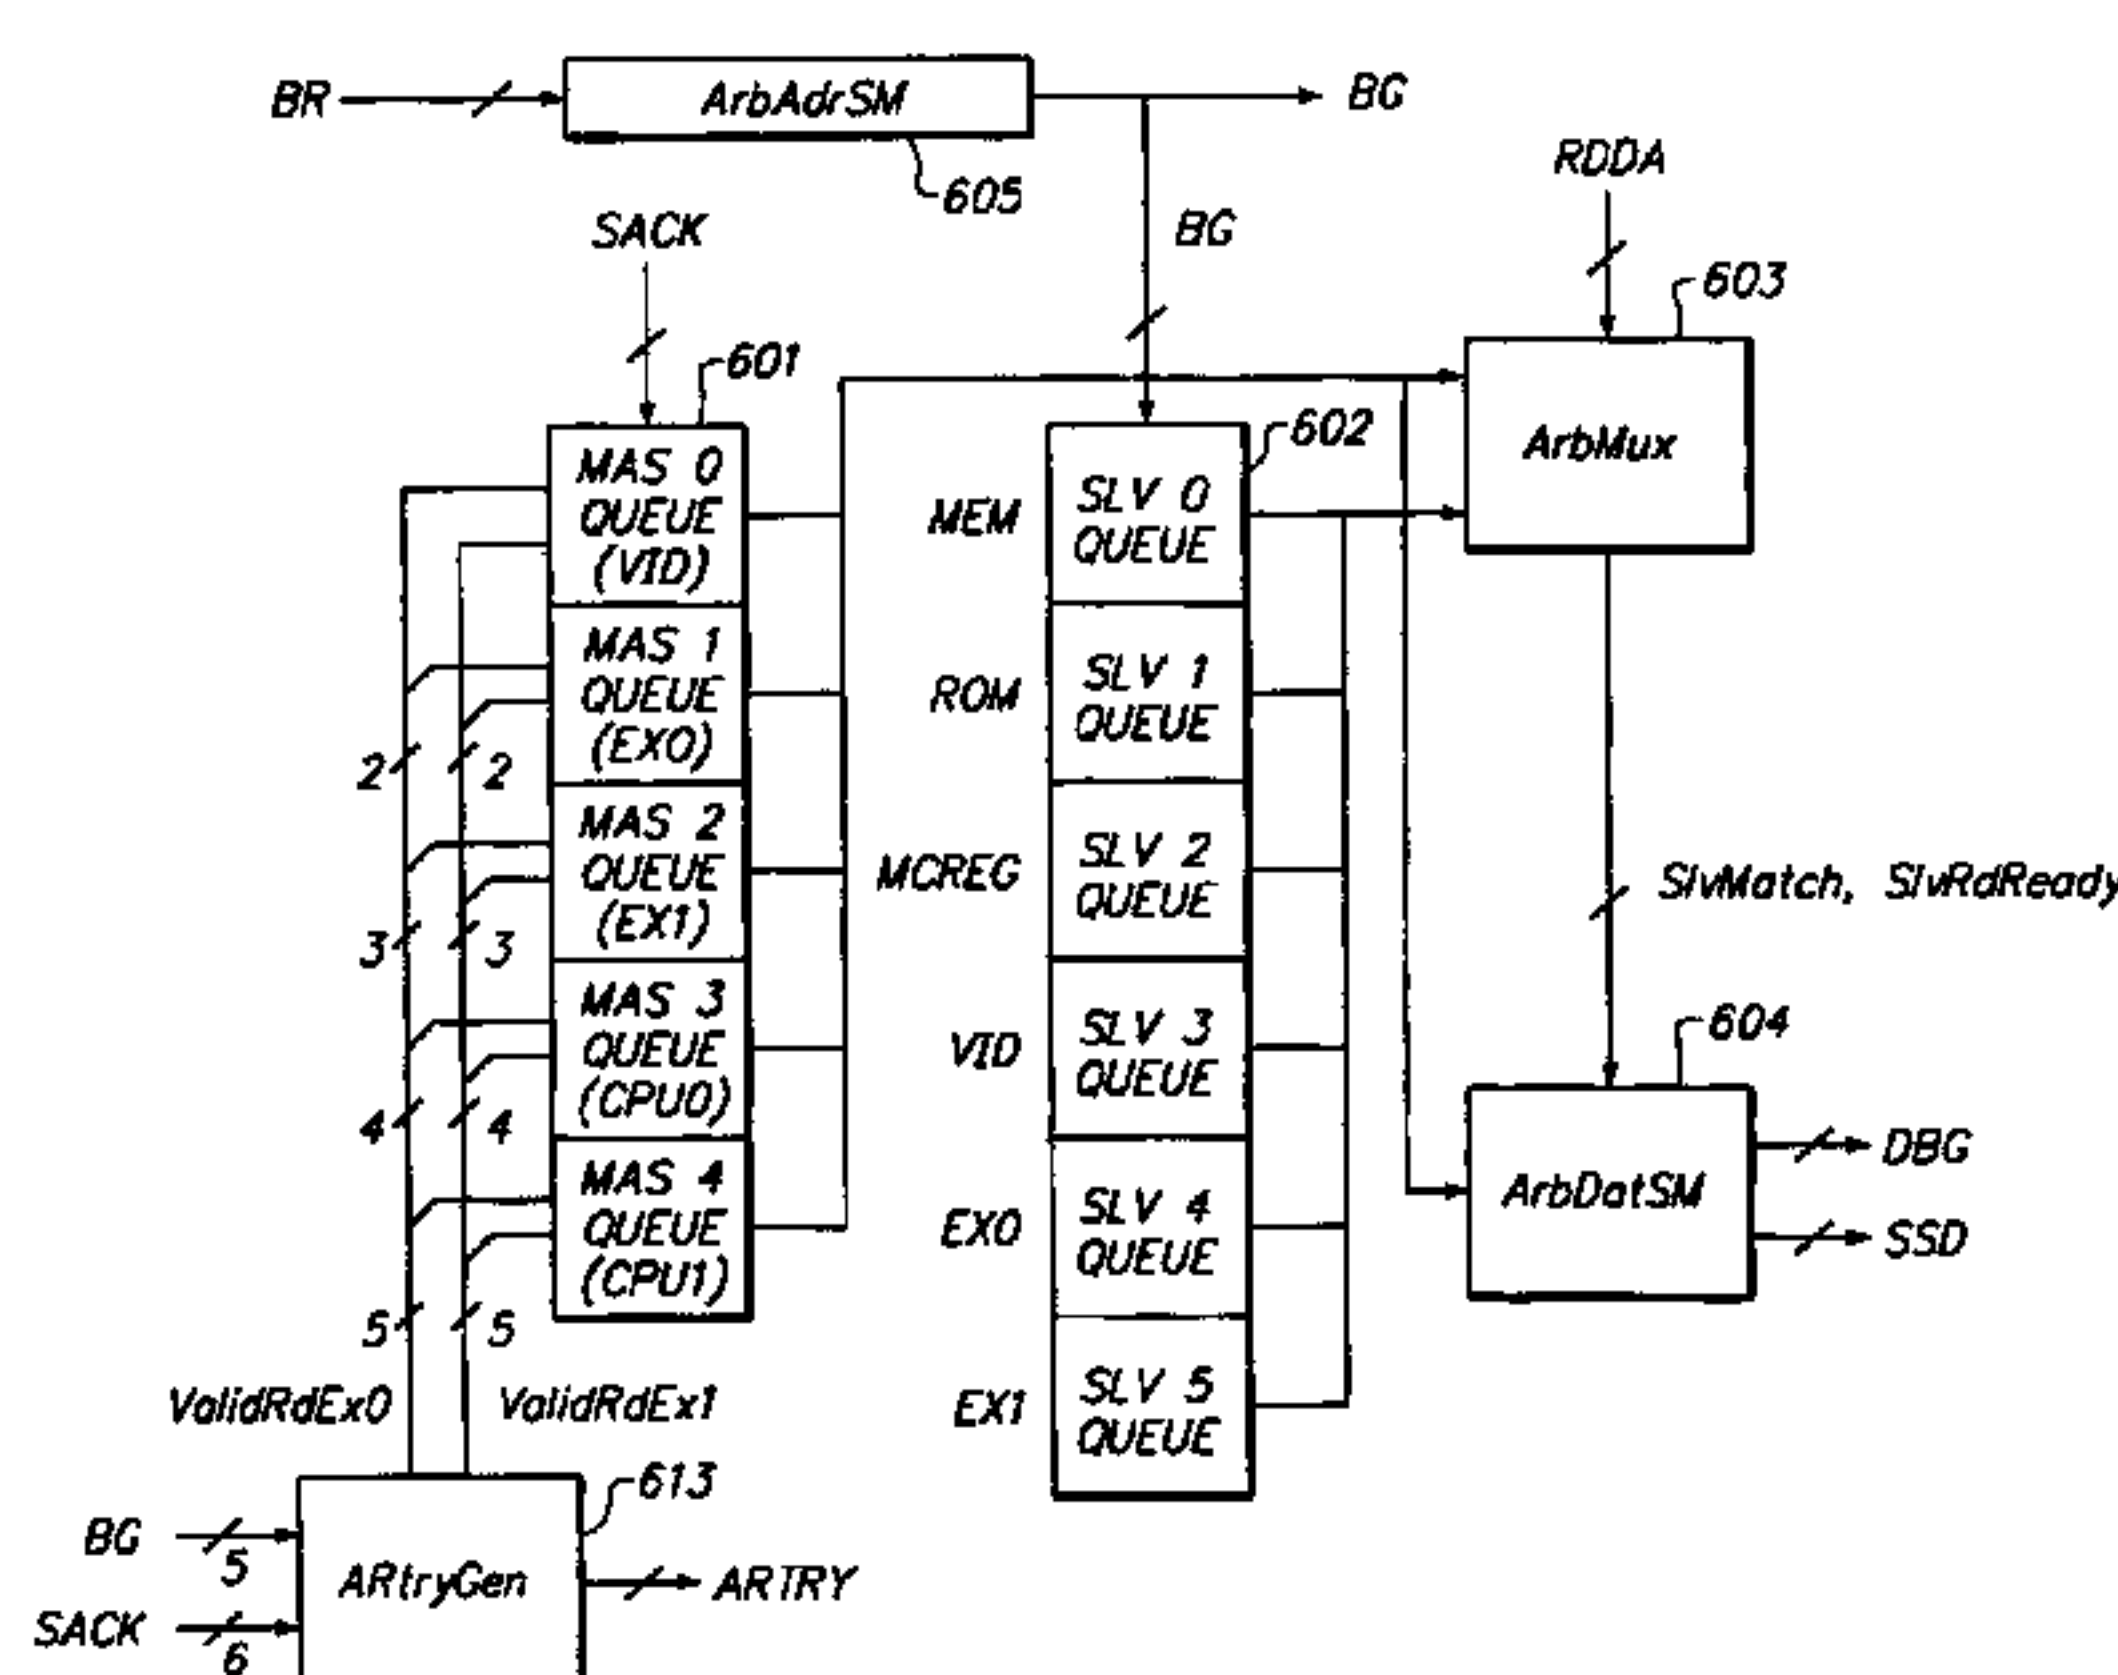 BR
ArbAdrSM
BG
605
RDDA
SACK
BG
603
601
602
MAS 0
QUEUE
(VID)
MEM
SLV 0
QUEUE
ArbMux
MAS 1
QUEUE
(EX0)
ROM
SLV 1
QUEUE
2
2
MAS 2
QUEUE
(EX1)
MCREG
SLV 2
QUEUE
SlvMatch, SlvRdReady
3
3
MAS 3
QUEUE
(CPU0)
VID
SLV 3
QUEUE
604
4
4
MAS 4
QUEUE
(CPU1)
EX0
SLV 4
QUEUE
ArbDatSM
DBG
SSD
5
5
ValidRdEx0
ValidRdEx1
EX1
SLV 5
QUEUE
613
BG
5
ARtryGen
ARTRY
SACK
6